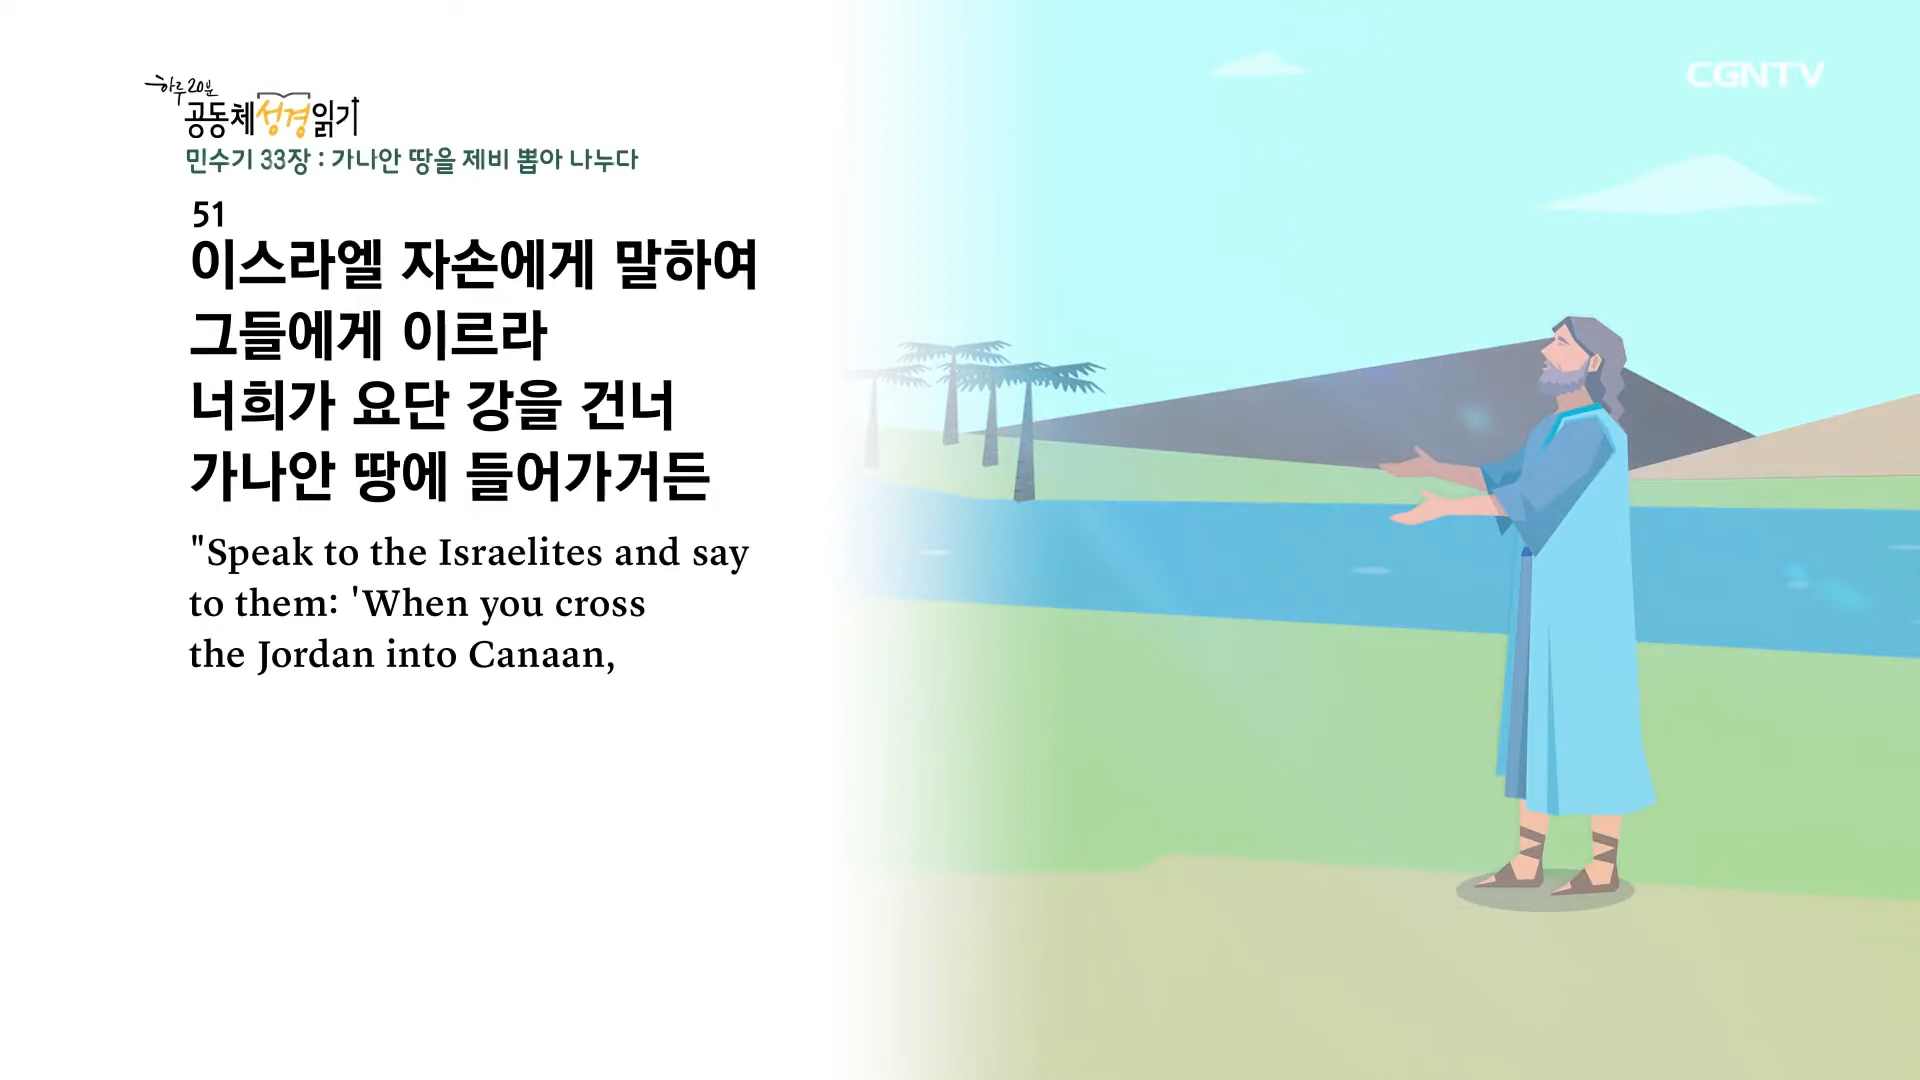 하루 20분
공동체성경읽기
CGNTV
민수기 33장 : 가나안 땅을 제비 뽑아 나누다
51
이스라엘 자손에게 말하여
그들에게 이르라
너희가 요단 강을 건너
가나안 땅에 들어가거든
"Speak to the Israelites and say
to them: 'When you cross
the Jordan into Canaan,